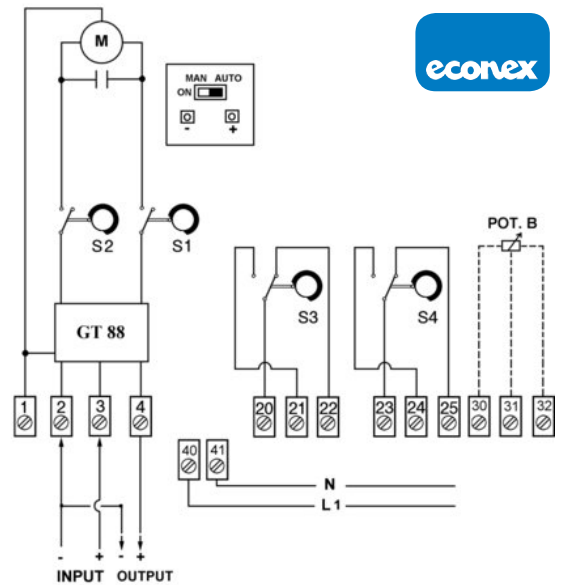 econex
M
MAN AUTO
ON
- +
S2 S1
POT. B
S3 S4
GT 88
1 2 3 4 20 21 22 23 24 25 30 31 32
40 41
N
L1
- + - +
INPUT OUTPUT